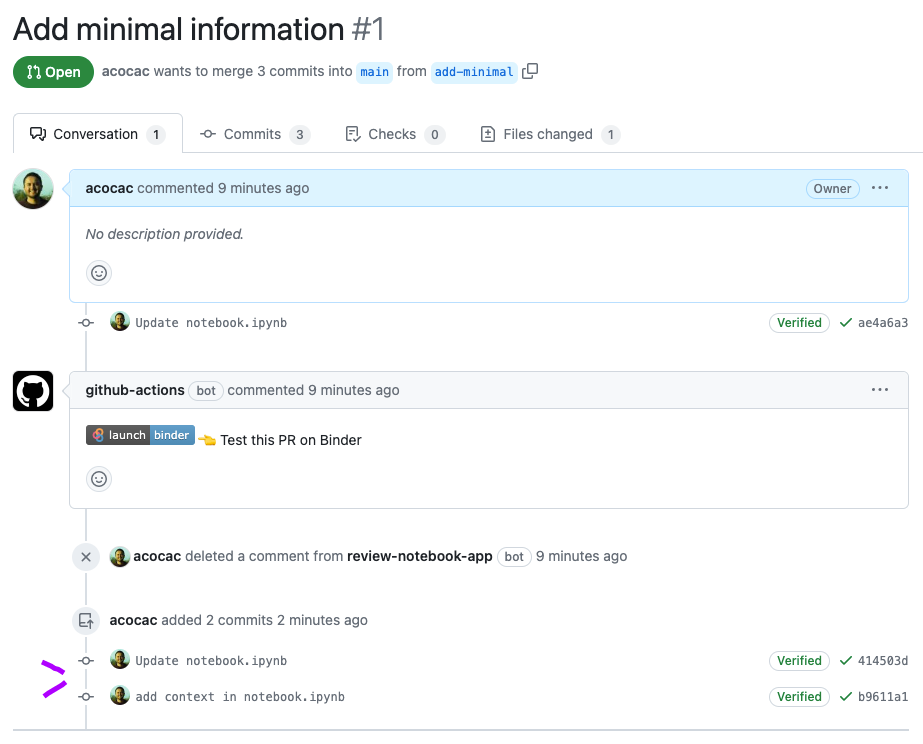 Add minimal information #1
Open acocac wants to merge 3 commits into main from add-minimal
Conversation 1 Commits 3 Checks 0 Files changed 1
acocac commented 9 minutes ago Owner
No description provided.
Update notebook.ipynb Verified ae4a6a3
github-actions bot commented 9 minutes ago
launch binder 👈 Test this PR on Binder
acocac deleted a comment from review-notebook-app bot 9 minutes ago
acocac added 2 commits 2 minutes ago
Update notebook.ipynb Verified 414503d
add context in notebook.ipynb Verified b9611a1